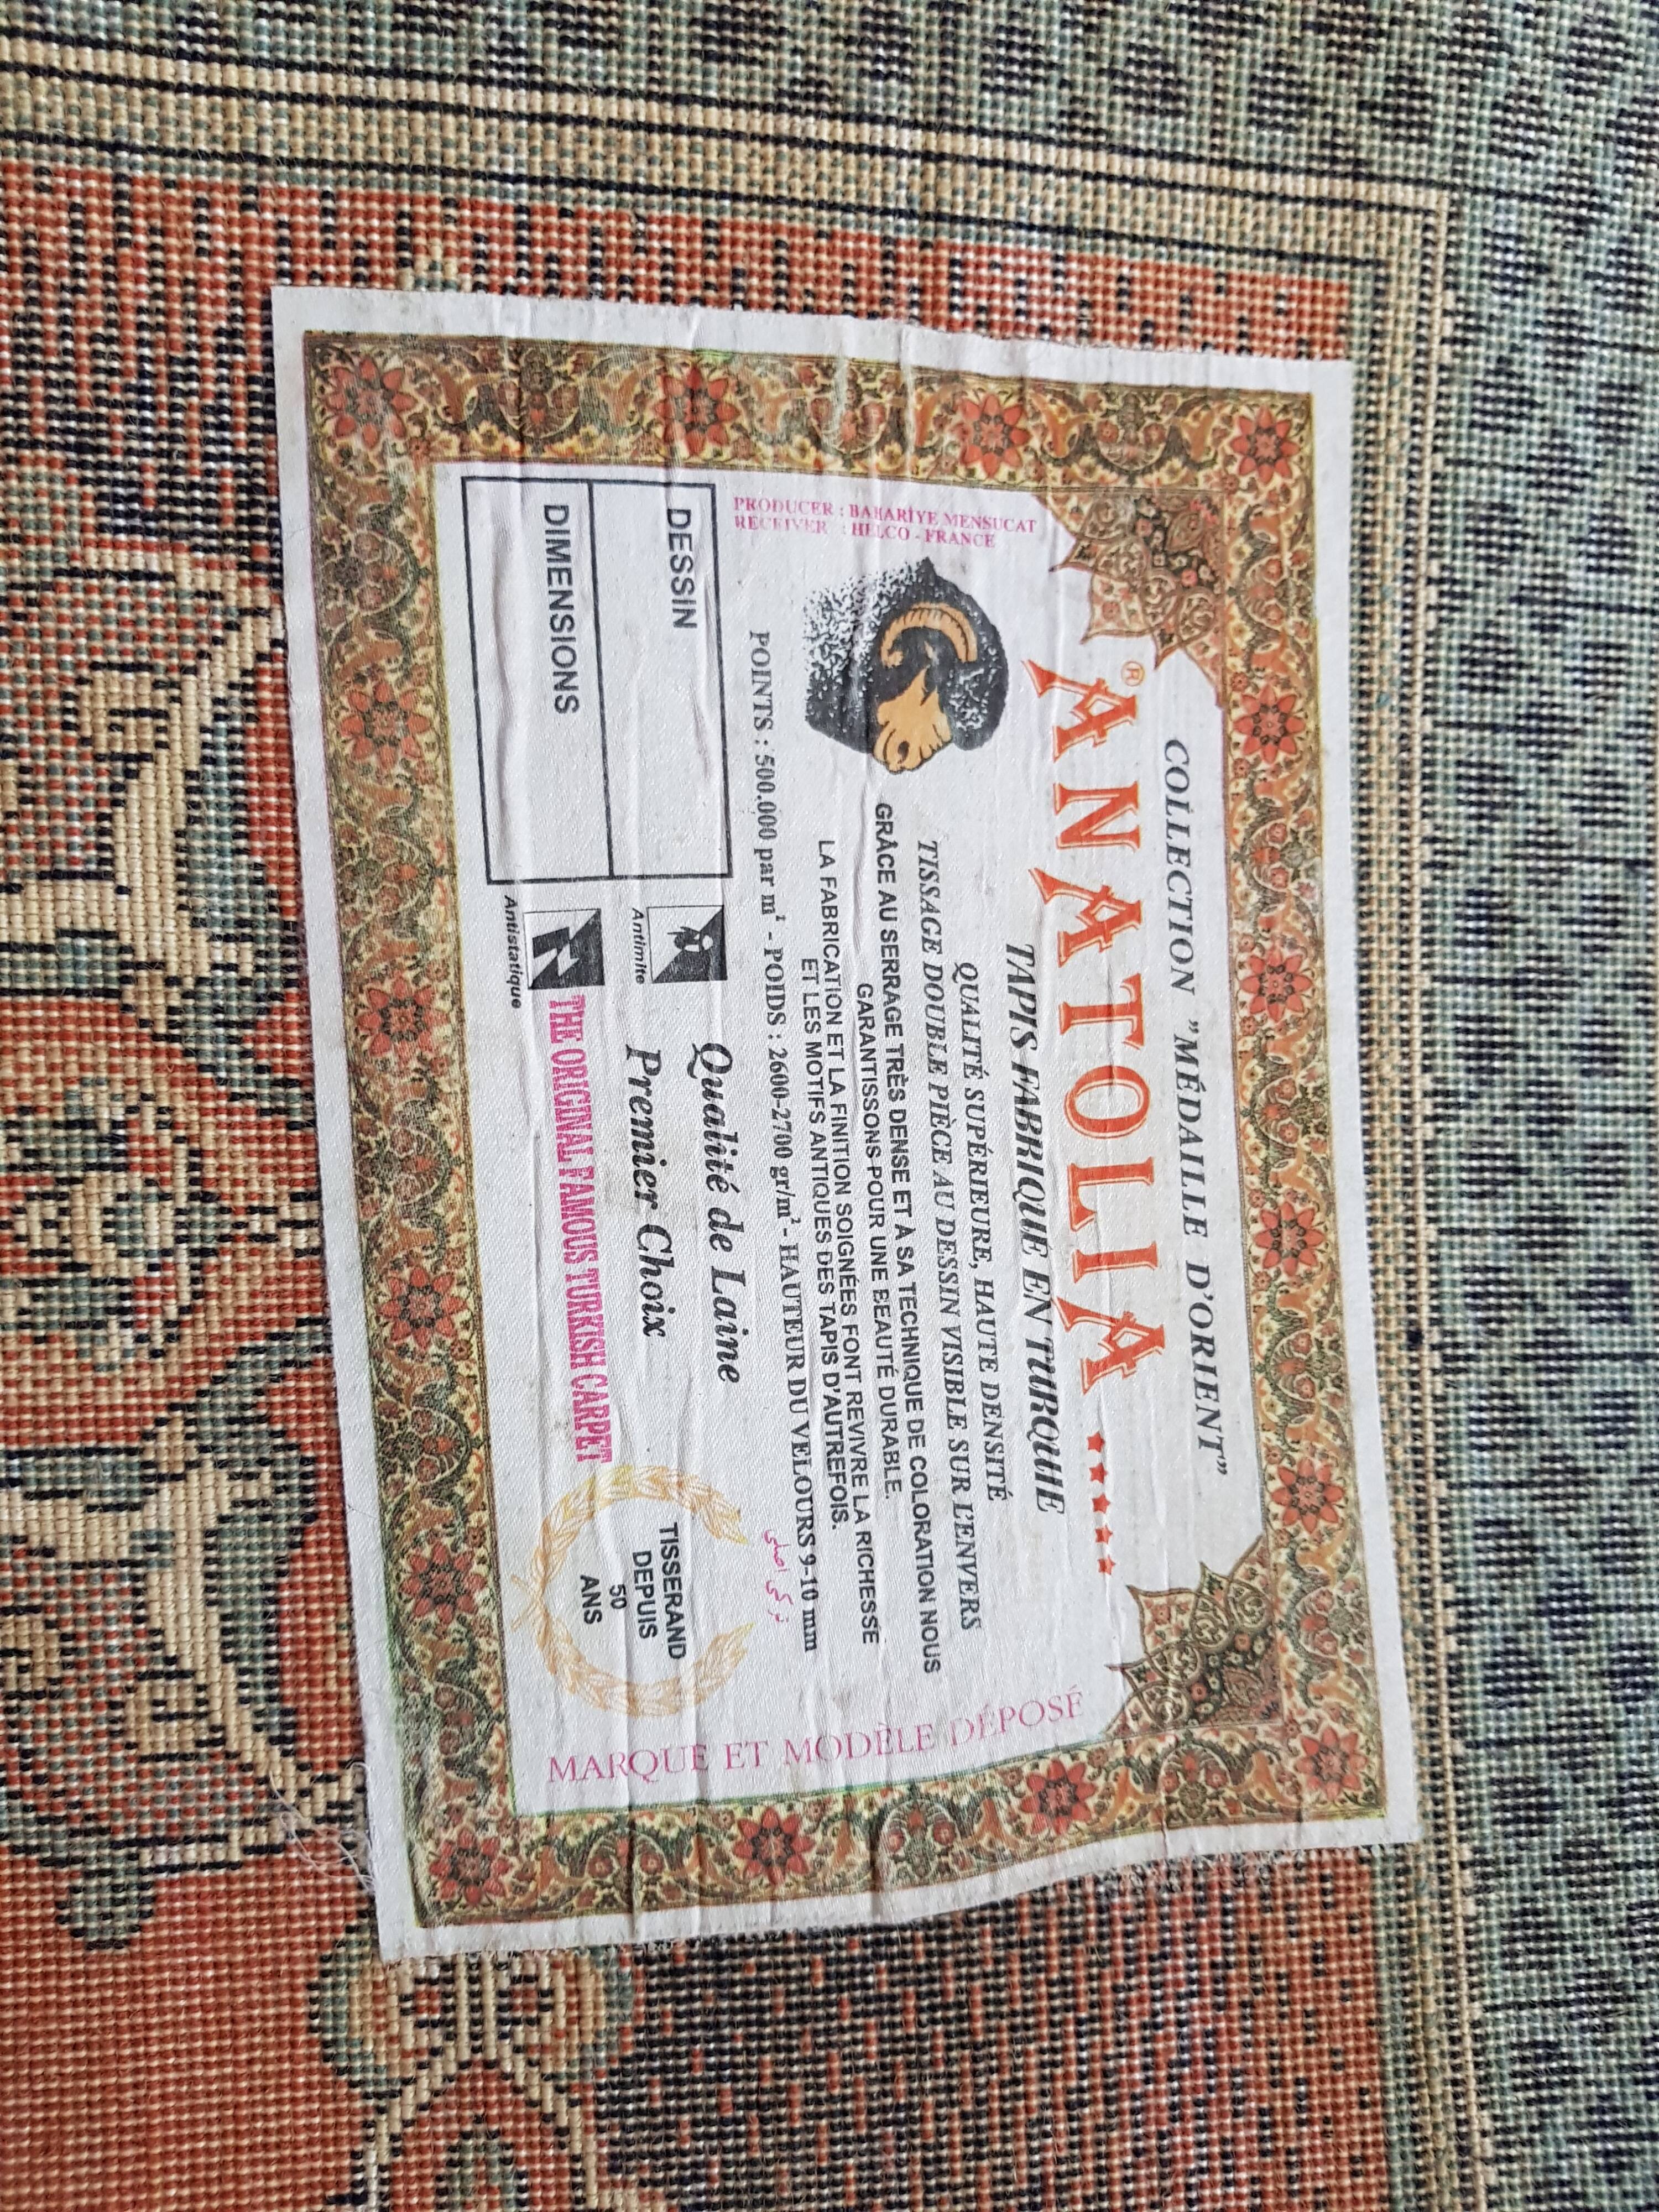 COLLECTION "MÉDAILLE D'ORIENT"
® ANATOLIA ★★★★★
TAPIS FABRIQUÉ EN TURQUIE
PRODUCER : BAHARİYE MENSUCAT
RECEIVER : HELCO - FRANCE
QUALITÉ SUPÉRIEURE, HAUTE DENSITÉ
TISSAGE DOUBLE PIÈCE AU DESSIN VISIBLE SUR L'ENVERS
GRÂCE AU SERRAGE TRÈS DENSE ET À SA TECHNIQUE DE COLORATION NOUS
GARANTISSONS POUR UNE BEAUTÉ DURABLE.
LA FABRICATION ET LA FINITION SOIGNÉES FONT REVIVRE LA RICHESSE
ET LES MOTIFS ANTIQUES DES TAPIS D'AUTREFOIS.
POINTS : 500.000 par m² - POIDS : 2600-2700 gr/m² - HAUTEUR DU VELOURS 9-10 mm
تركي اصلي
DESSIN
DIMENSIONS
Antimite
Antistatique
Qualité de Laine
Premier Choix
THE ORIGINAL FAMOUS TURKISH CARPET
TISSERAND
DEPUIS
50
ANS
MARQUE ET MODÈLE DÉPOSÉ